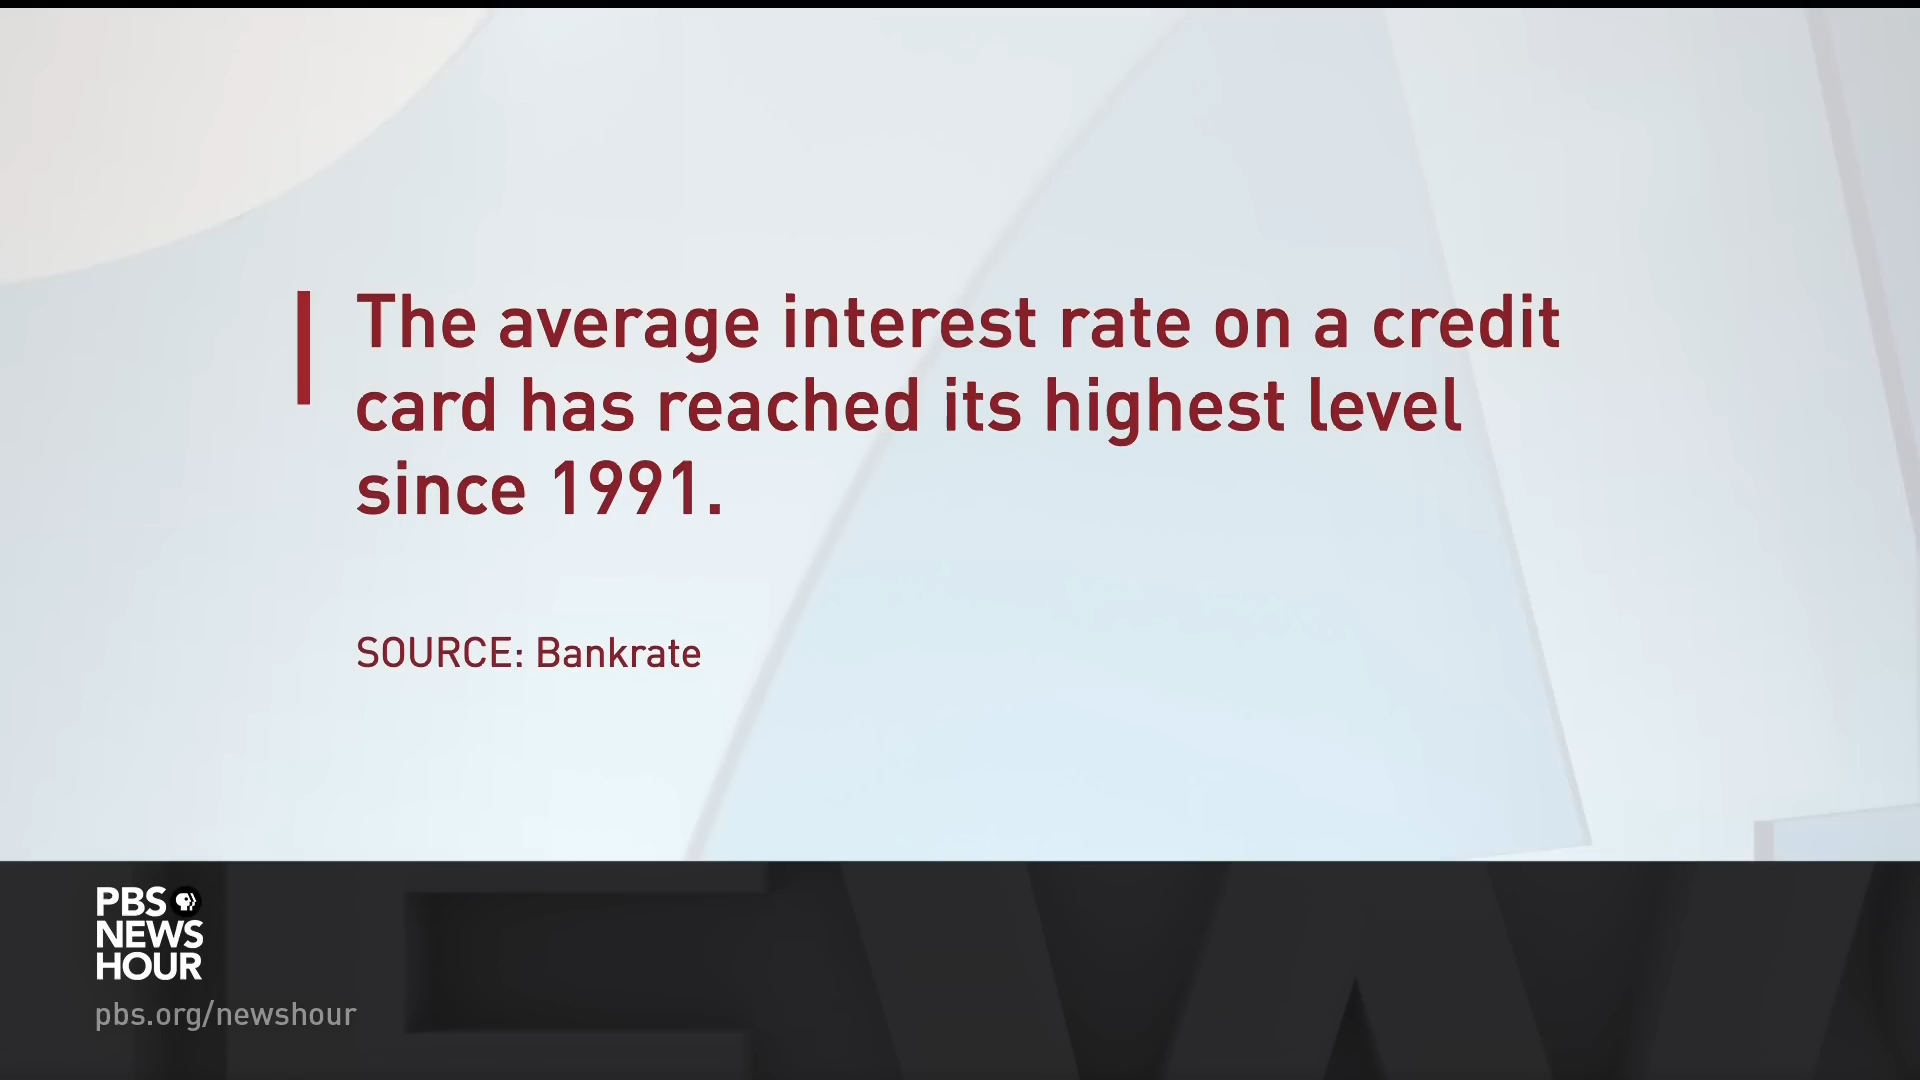 The average interest rate on a credit
card has reached its highest level
since 1991.
SOURCE: Bankrate
PBS
NEWS
HOUR
pbs.org/newshour